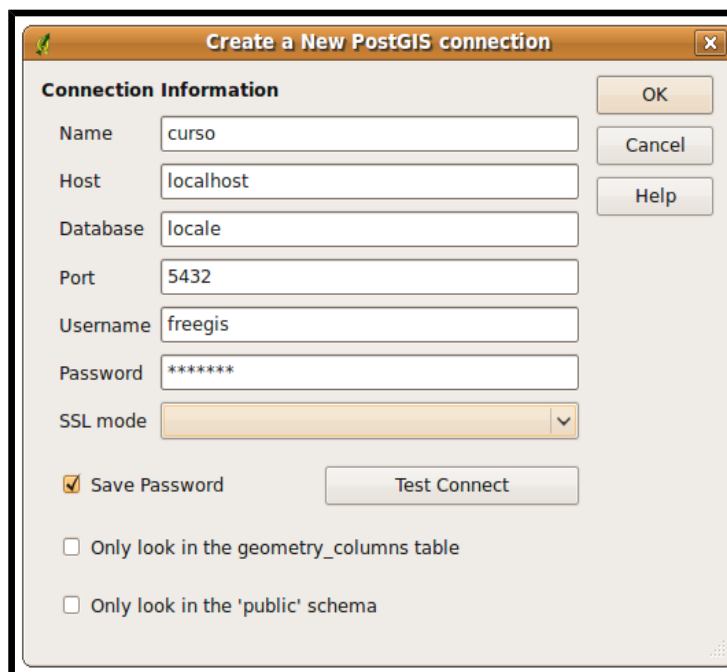 Create a New PostGIS connection
Connection Information
OK
Name curso
Cancel
Host localhost
Help
Database locale
Port 5432
Username freegis
Password *******
SSL mode
Save Password
Test Connect
Only look in the geometry_columns table
Only look in the 'public' schema